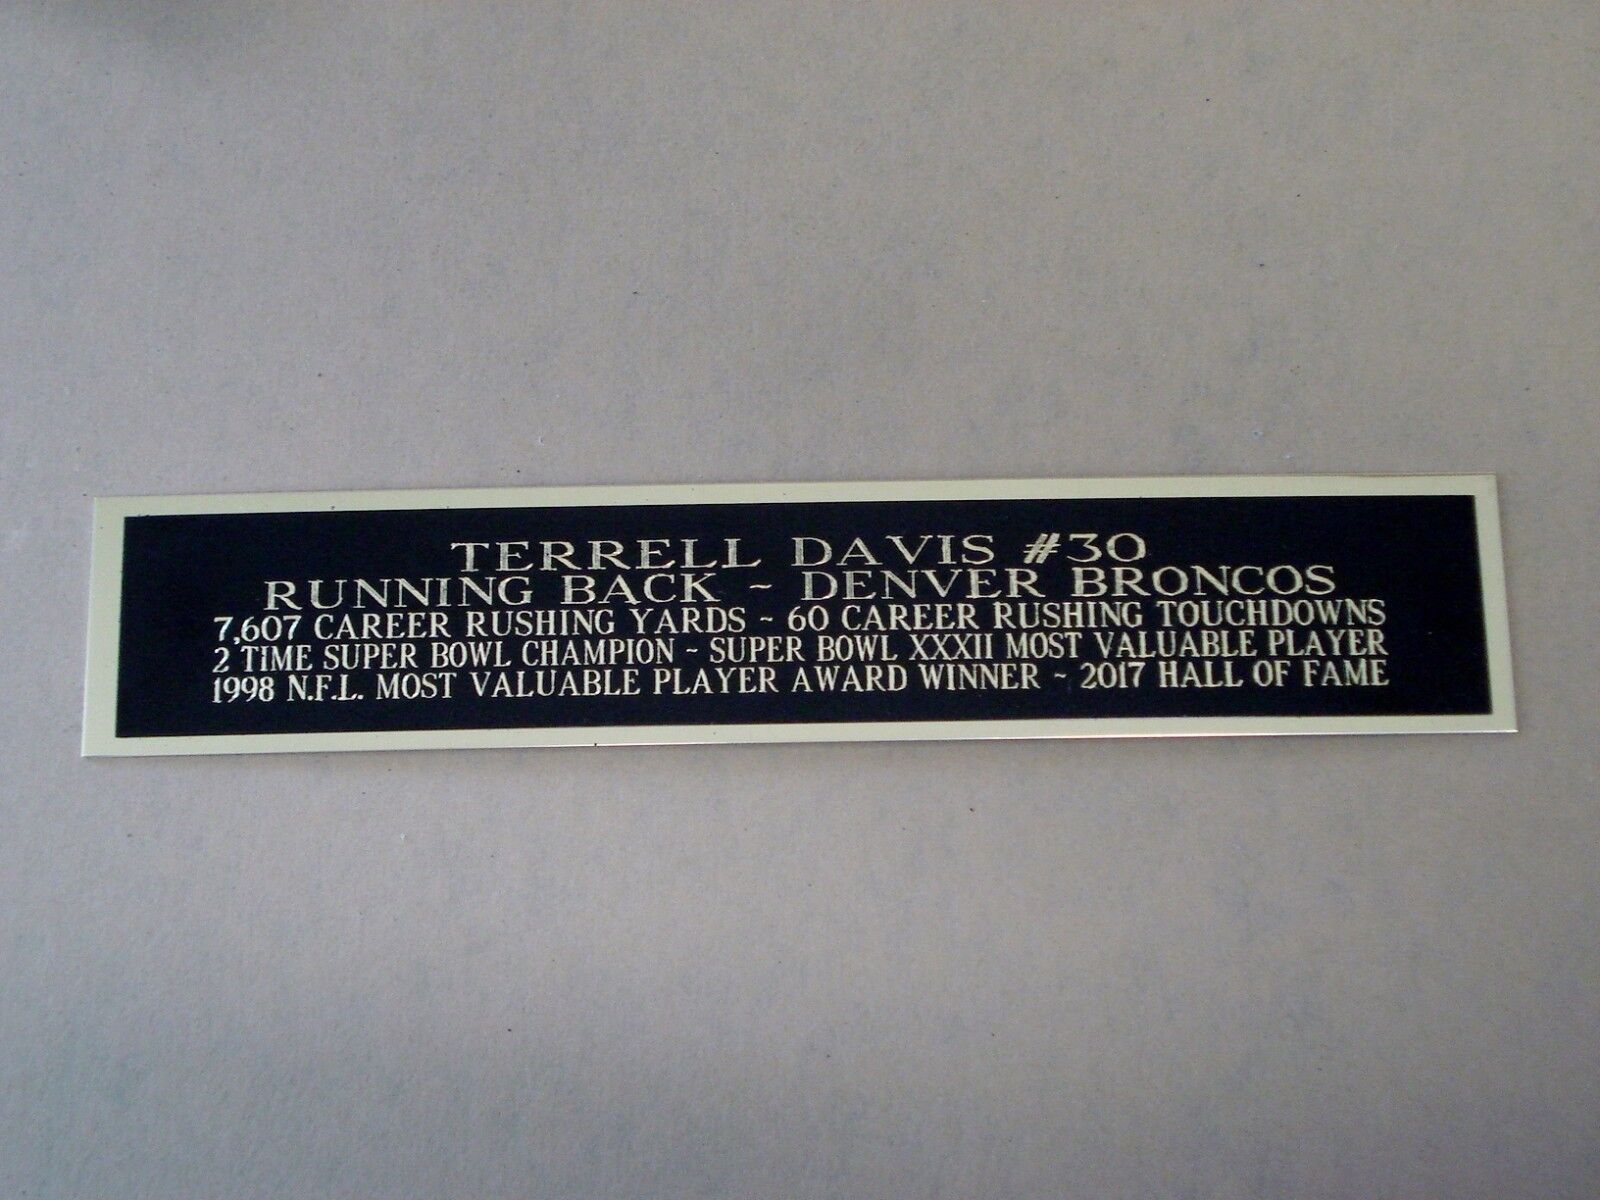 TERRELL DAVIS #30
RUNNING BACK ~ DENVER BRONCOS
7,607 CAREER RUSHING YARDS ~ 60 CAREER RUSHING TOUCHDOWNS
2 TIME SUPER BOWL CHAMPION ~ SUPER BOWL XXXII MOST VALUABLE PLAYER
1998 N.F.L. MOST VALUABLE PLAYER AWARD WINNER ~ 2017 HALL OF FAME